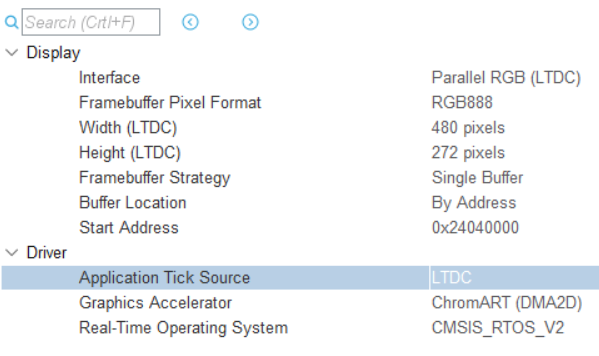 Search (Crtl+F)
Display
Interface Parallel RGB (LTDC)
Framebuffer Pixel Format RGB888
Width (LTDC) 480 pixels
Height (LTDC) 272 pixels
Framebuffer Strategy Single Buffer
Buffer Location By Address
Start Address 0x24040000
Driver
Application Tick Source LTDC
Graphics Accelerator ChromART (DMA2D)
Real-Time Operating System CMSIS_RTOS_V2